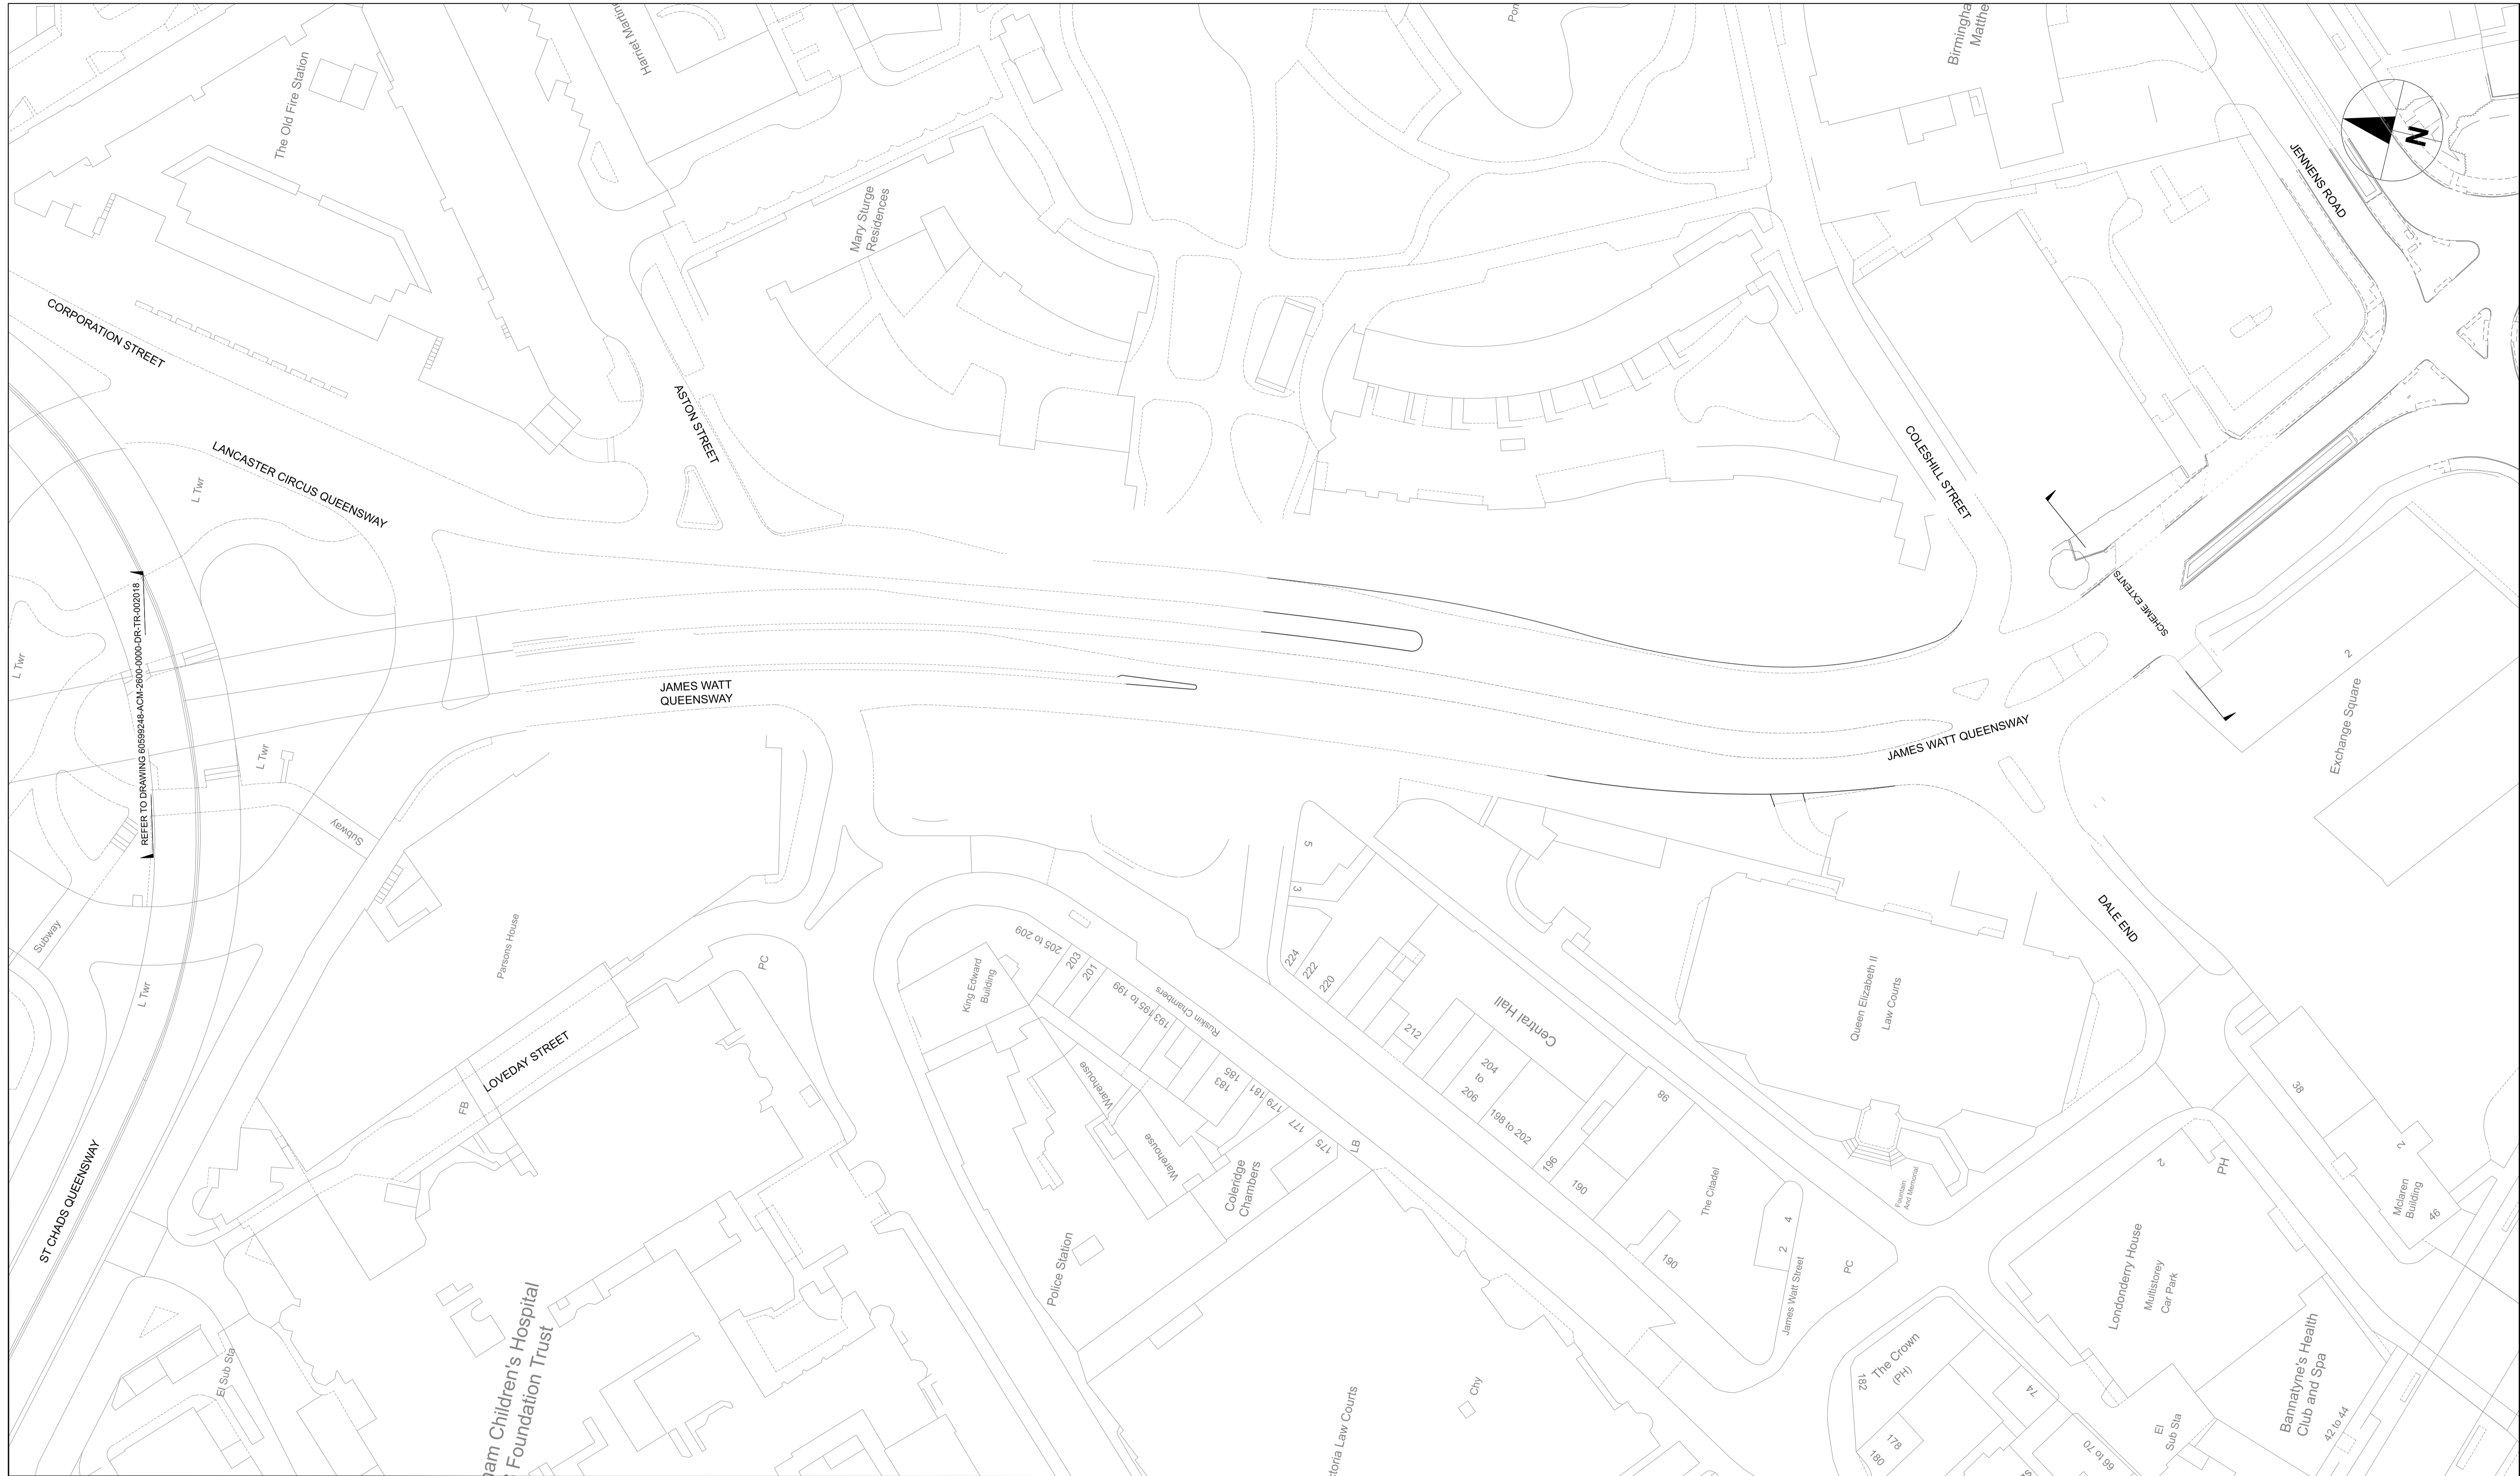 Harriet Martin
Pon
Birmingha
Matthe
The Old Fire Station
N
JENNENS ROAD
Mary Sturge
Residences
CORPORATION STREET
ASTON STREET
COLESHILL STREET
LANCASTER CIRCUS QUEENSWAY
L Twr
REFER TO DRAWING 60599248-ACM-2600-0000-DR-TR-002018
SCHEME EXTENTS
L Twr
JAMES WATT
QUEENSWAY
2
Exchange Square
JAMES WATT QUEENSWAY
L Twr
Subway
5
3
DALE END
Subway
Parsons House
PC
L Twr
King Edward
Building
205 to 209
203
201
195 to 199
193
195
Ruskin Chambers
224
222
220
212
Central Hall
Queen Elizabeth II
Law Courts
LOVEDAY STREET
FB
Warehouse
Warehouse
185
183
181
179
177
175
LB
204
to
206
198 to 202
196
190
98
38
2
Coleridge
Chambers
The Citadel
Fountain
And Memorial
2
PH
Mclaren
Building
46
ST CHADS QUEENSWAY
Police Station
190
4
2
James Watt Street
PC
Londonderry House
Multistorey
Car Park
am Children's Hospital
Foundation Trust
El Sub Sta
toria Law Courts
Chy
The Crown
(PH)
182
178
180
74
66 to 70
El
Sub Sta
Bannatyne's Health
Club and Spa
42 to 44